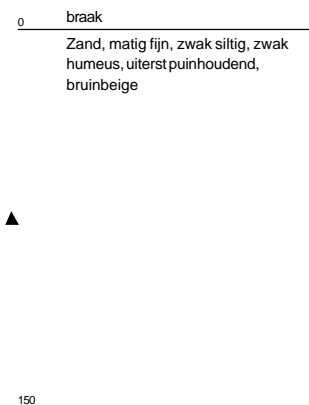 0 braak
Zand, matig fijn, zwak siltig, zwak
humeus, uiterst puinhoudend,
bruinbeige
150